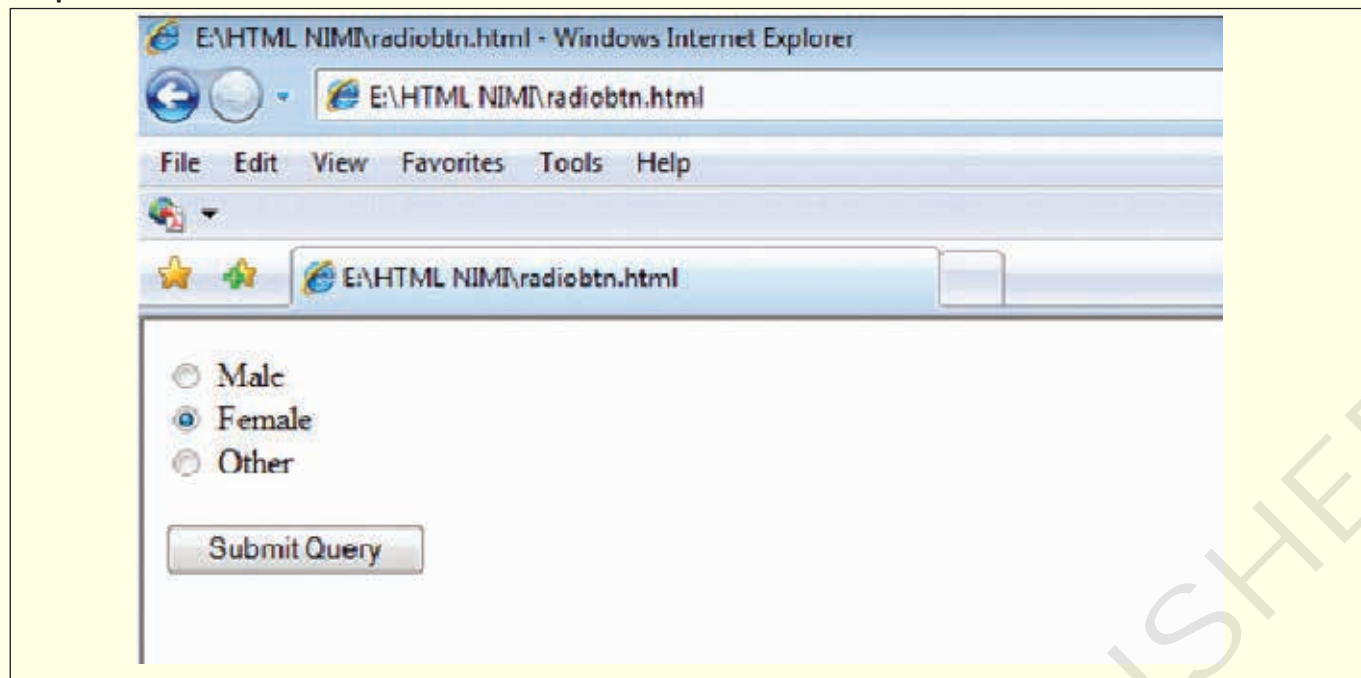 E:\HTML NIMI\radiobtn.html - Windows Internet Explorer
E:\HTML NIMI\radiobtn.html
File Edit View Favorites Tools Help
E:\HTML NIMI\radiobtn.html
Male
Female
Other
Submit Query